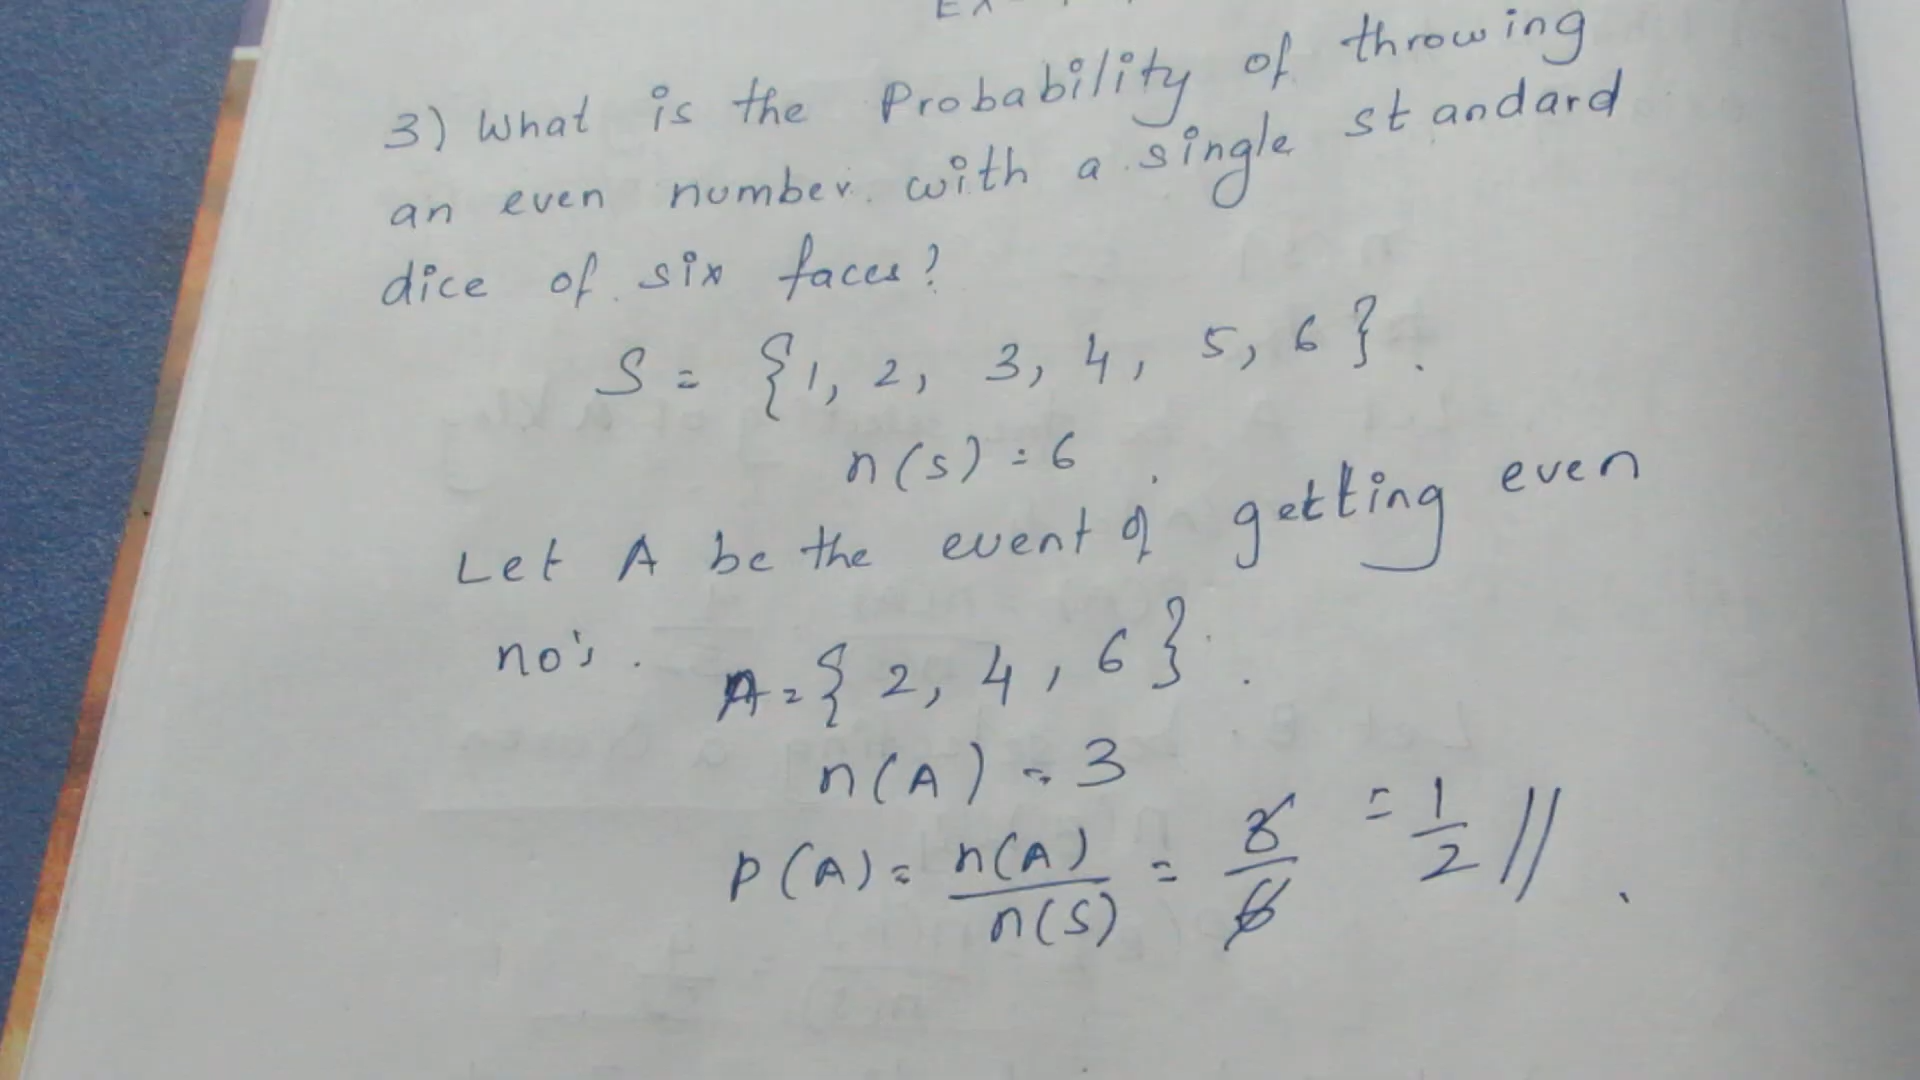 3) What is the Probability of throwing
an even number with a single standard
dice of six faces?
S = {1, 2, 3, 4, 5, 6}.
n(S) = 6
Let A be the event of getting even
no's.
A = {2, 4, 6}.
n(A) = 3
P(A) = n(A)/n(S) = 3/6 = 1/2 //.